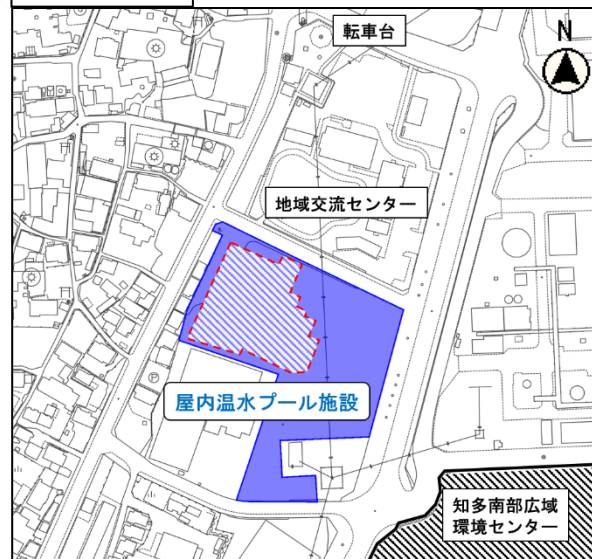 転車台
N
地域交流センター
屋内温水プール施設
知多南部広域
環境センター